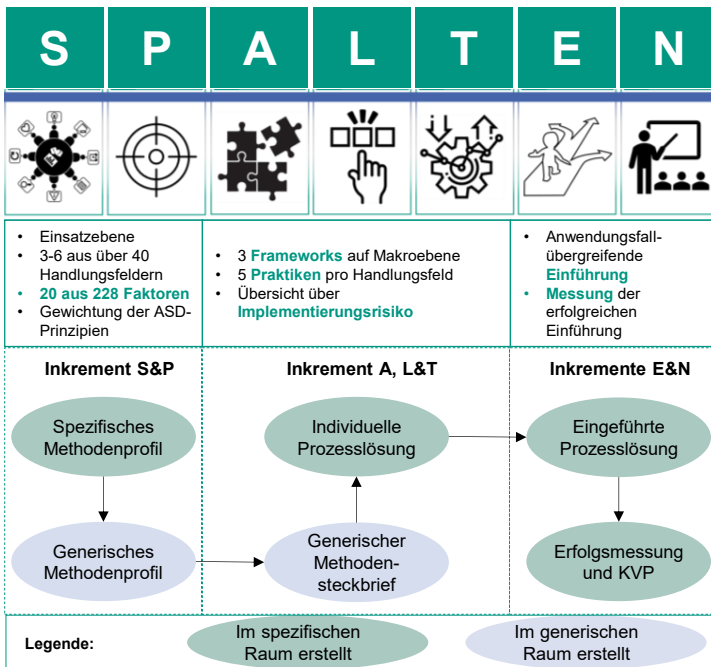 S P A L T E N
• Einsatzebene
• 3-6 aus über 40
Handlungsfeldern
• 20 aus 228 Faktoren
• Gewichtung der ASD-
Prinzipien
• 3 Frameworks auf Makroebene
• 5 Praktiken pro Handlungsfeld
• Übersicht über
Implementierungsrisiko
• Anwendungsfall-
übergreifende
Einführung
• Messung der
erfolgreichen
Einführung
Inkrement S&P
Inkrement A, L&T
Inkremente E&N
Spezifisches
Methodenprofil
Individuelle
Prozesslösung
Eingeführte
Prozesslösung
Generisches
Methodenprofil
Generischer
Methoden-
steckbrief
Erfolgsmessung
und KVP
Legende:
Im spezifischen
Raum erstellt
Im generischen
Raum erstellt